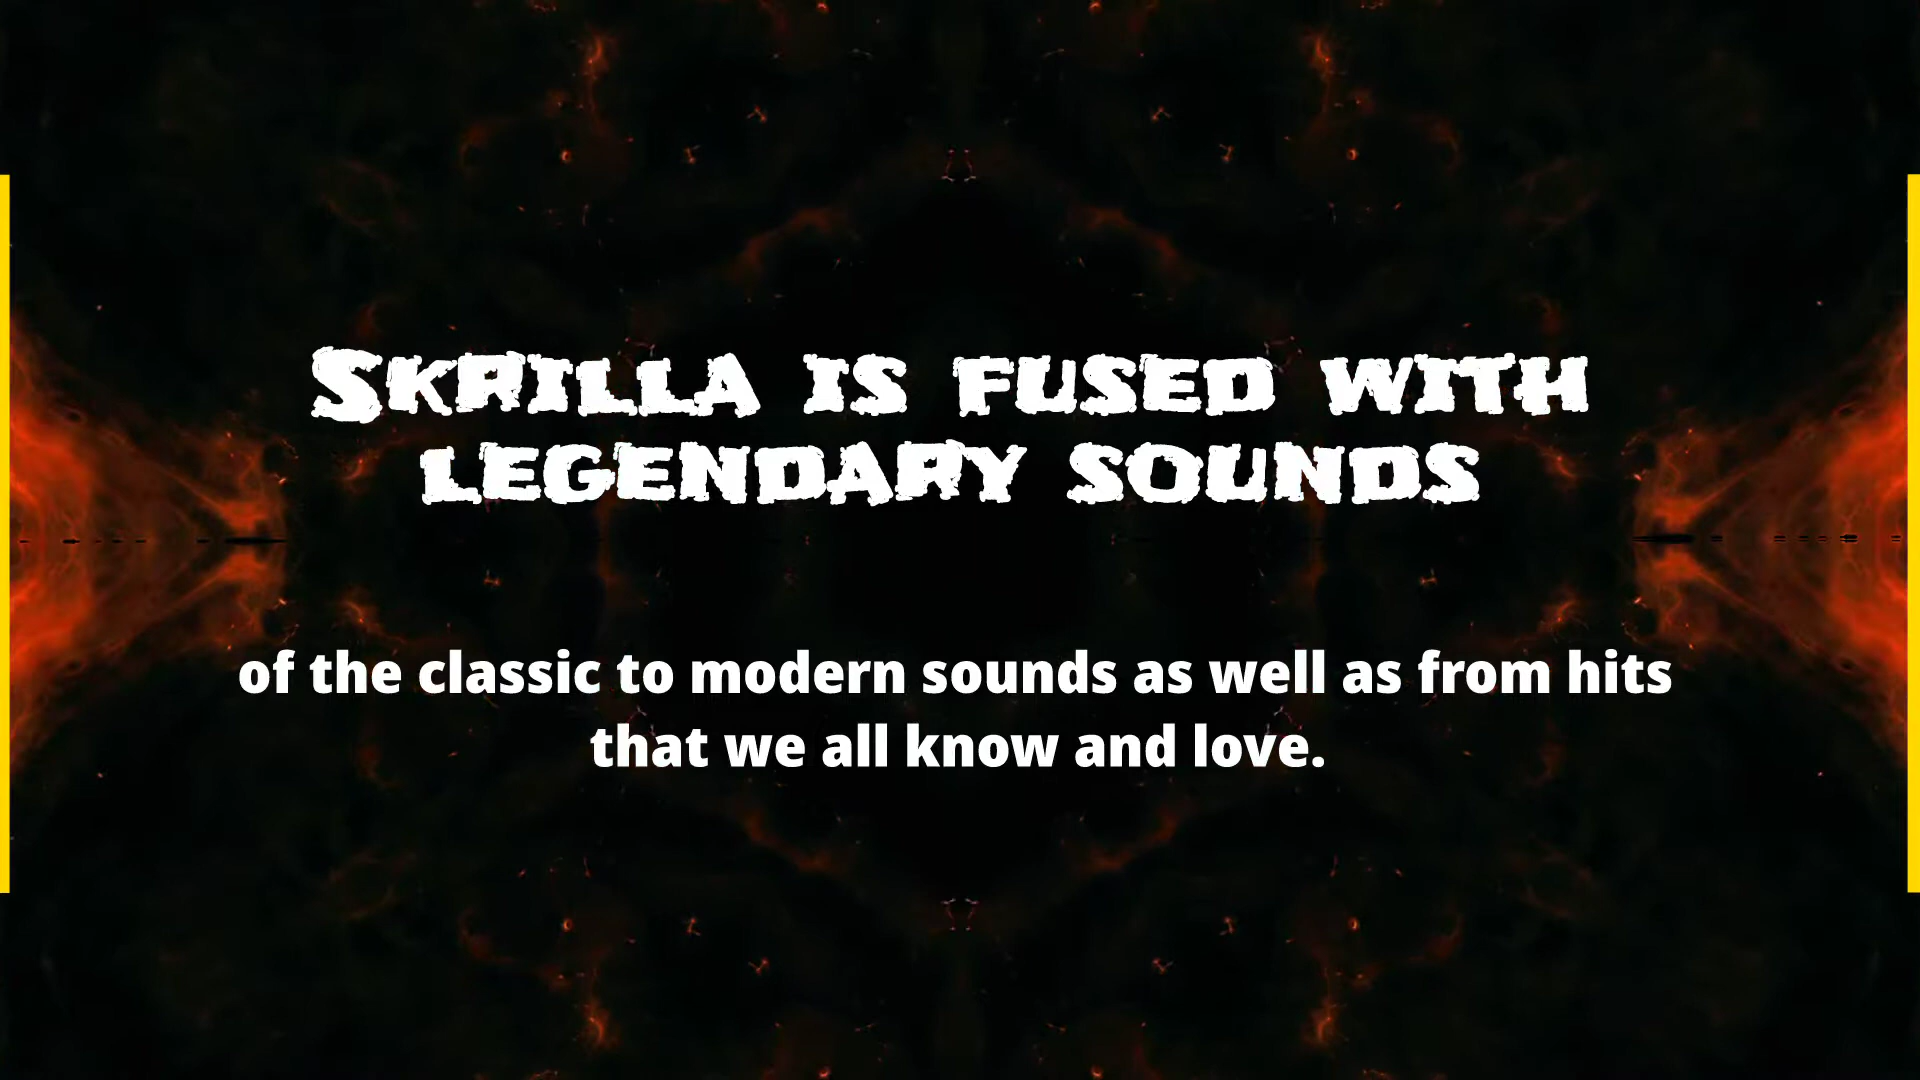 Skrilla is fused with
legendary sounds
of the classic to modern sounds as well as from hits
that we all know and love.